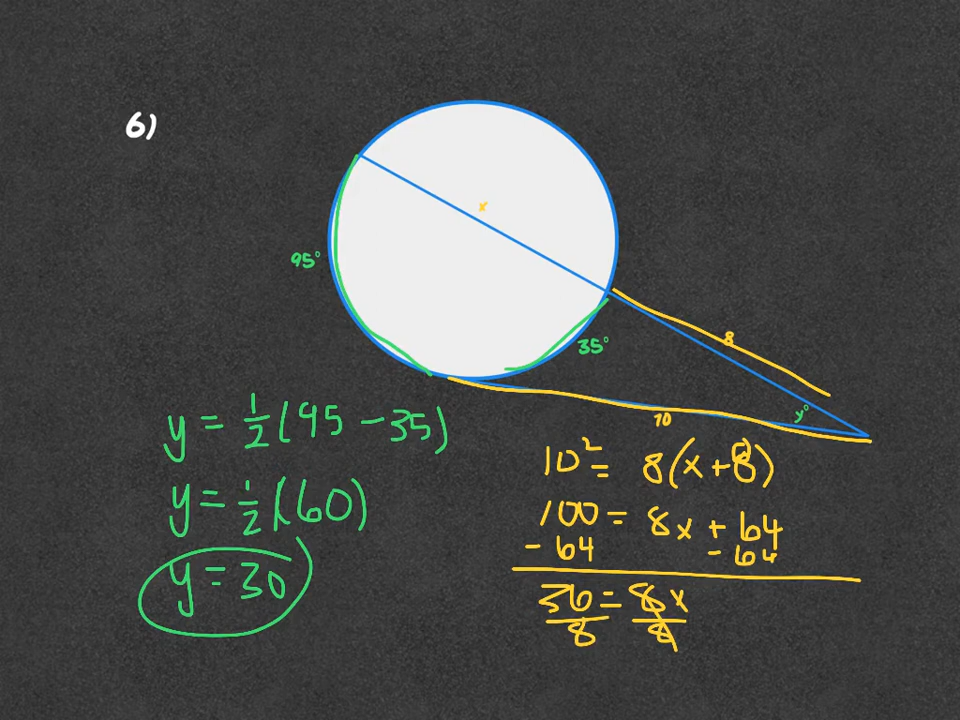 6)
x
95°
35°
8
10
y°
y = 1/2(95 - 35)
y = 1/2(60)
y = 30
10² = 8(x + 8)
100 = 8x + 64
- 64 - 64
36 = 8x
8 8